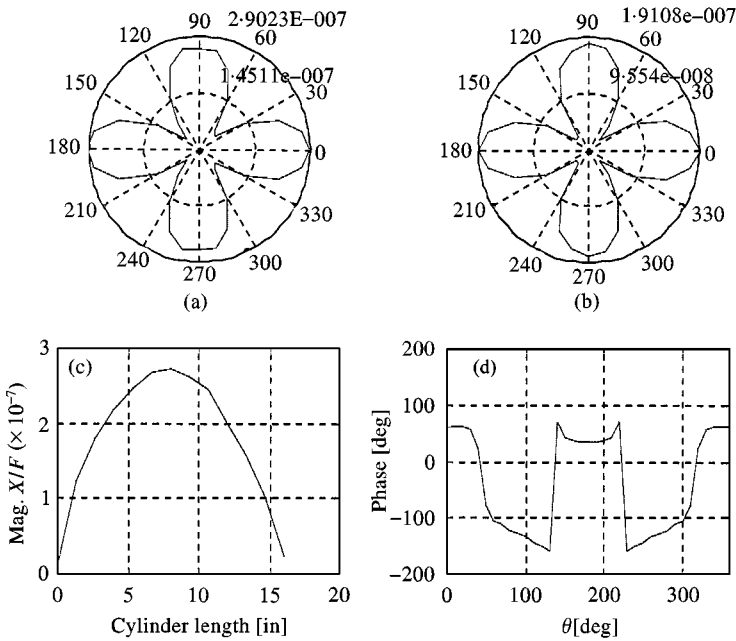 90
2·9023E−007
120
60
1·4511e−007
150
30
180
0
210
330
240
300
270
(a)
90
1·9108e−007
120
60
9·554e−008
150
30
180
0
210
330
240
300
270
(b)
(c)
3
2
1
0
Mag. X/F (×10⁻⁷)
0 5 10 15 20
Cylinder length [in]
(d)
200
100
0
−100
−200
Phase [deg]
0 100 200 300
θ[deg]